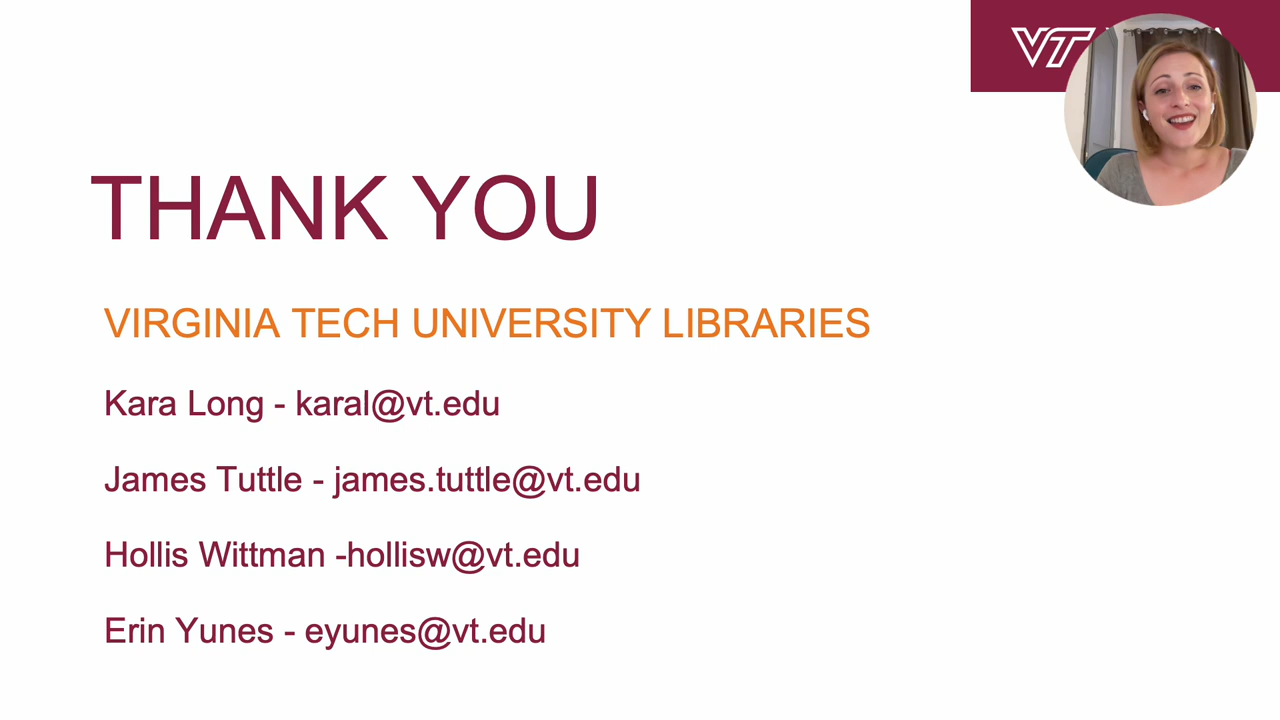 VT
THANK YOU
VIRGINIA TECH UNIVERSITY LIBRARIES
Kara Long - karal@vt.edu
James Tuttle - james.tuttle@vt.edu
Hollis Wittman -hollisw@vt.edu
Erin Yunes - eyunes@vt.edu